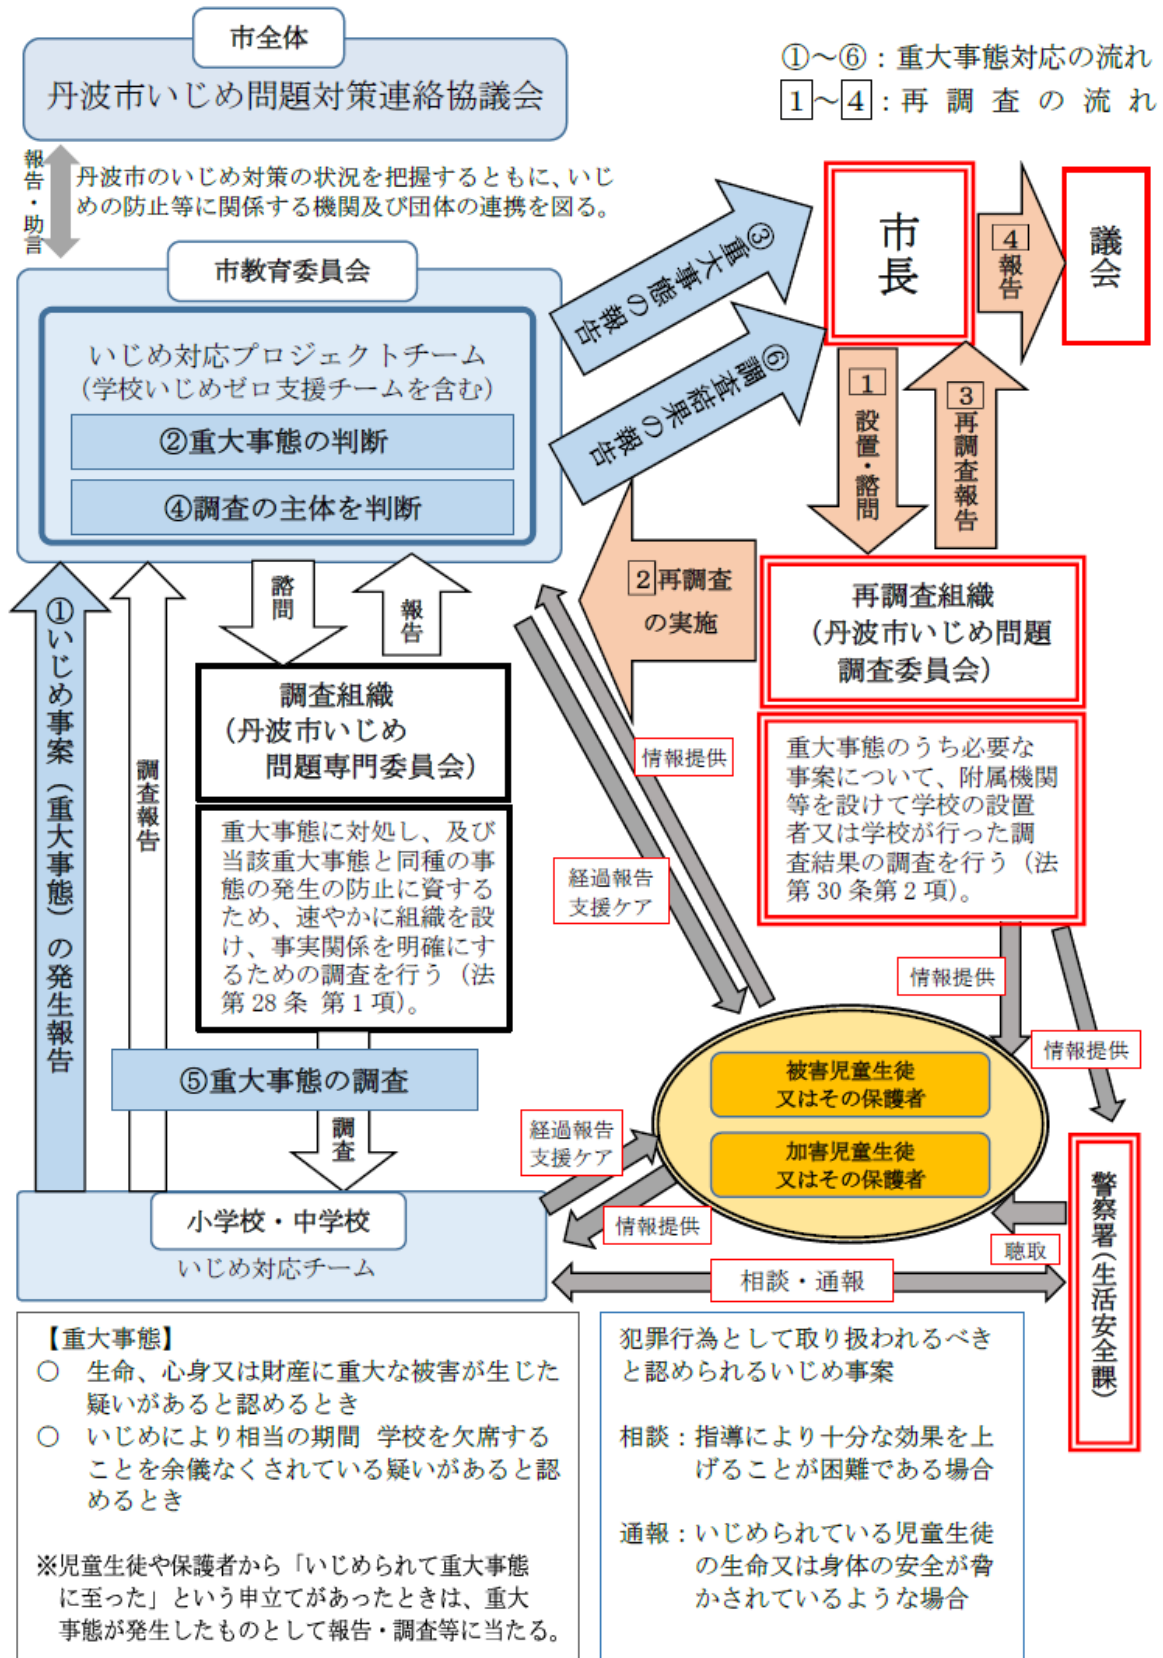 市全体
丹波市いじめ問題対策連絡協議会
①～⑥：重大事態対応の流れ
1～4：再調査の流れ
報告・助言
丹波市のいじめ対策の状況を把握するともに、いじ
めの防止等に関係する機関及び団体の連携を図る。
市教育委員会
いじめ対応プロジェクトチーム
(学校いじめゼロ支援チームを含む)
②重大事態の判断
④調査の主体を判断
③重大事態の報告
⑥調査結果の報告
市長
4報告
議会
1設置・諮問
3再調査報告
2再調査
の実施
再調査組織
（丹波市いじめ問題
調査委員会）
重大事態のうち必要な
事案について、附属機関
等を設けて学校の設置
者又は学校が行った調
査結果の調査を行う（法
第30条第2項）。
①いじめ事案（重大事態）の発生報告
調査報告
諮問
報告
調査組織
（丹波市いじめ
問題専門委員会）
重大事態に対処し、及び
当該重大事態と同種の事
態の発生の防止に資する
ため、速やかに組織を設
け、事実関係を明確にす
るための調査を行う（法
第28条 第1項）。
⑤重大事態の調査
調査
情報提供
経過報告
支援ケア
情報提供
情報提供
被害児童生徒
又はその保護者
加害児童生徒
又はその保護者
経過報告
支援ケア
情報提供
聴取
相談・通報
警察署（生活安全課）
小学校・中学校
いじめ対応チーム
【重大事態】
○ 生命、心身又は財産に重大な被害が生じた
疑いがあると認めるとき
○ いじめにより相当の期間 学校を欠席する
ことを余儀なくされている疑いがあると認
めるとき
※児童生徒や保護者から「いじめられて重大事態
に至った」という申立てがあったときは、重大
事態が発生したものとして報告・調査等に当たる。
犯罪行為として取り扱われるべき
と認められるいじめ事案
相談：指導により十分な効果を上
げることが困難である場合
通報：いじめられている児童生徒
の生命又は身体の安全が脅
かされているような場合